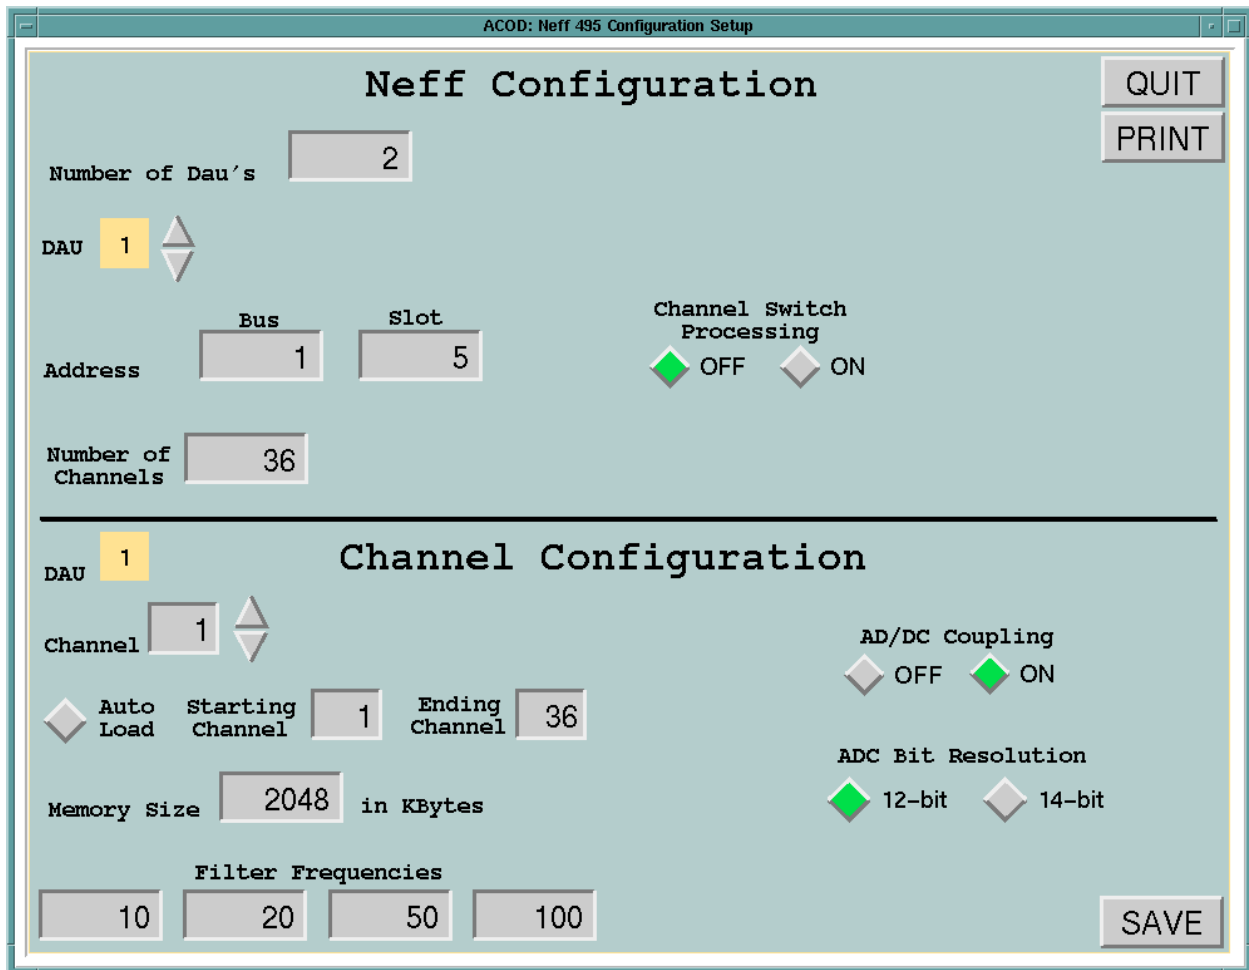 ACOD: Neff 495 Configuration Setup
Neff Configuration
QUIT
PRINT
Number of Dau's 2
DAU 1
Bus Slot
Address 1 5
Channel Switch
Processing
OFF ON
Number of
Channels 36
DAU 1
Channel Configuration
Channel 1
AD/DC Coupling
OFF ON
Auto
Load
Starting
Channel 1
Ending
Channel 36
ADC Bit Resolution
12-bit 14-bit
Memory Size 2048 in KBytes
Filter Frequencies
10 20 50 100
SAVE